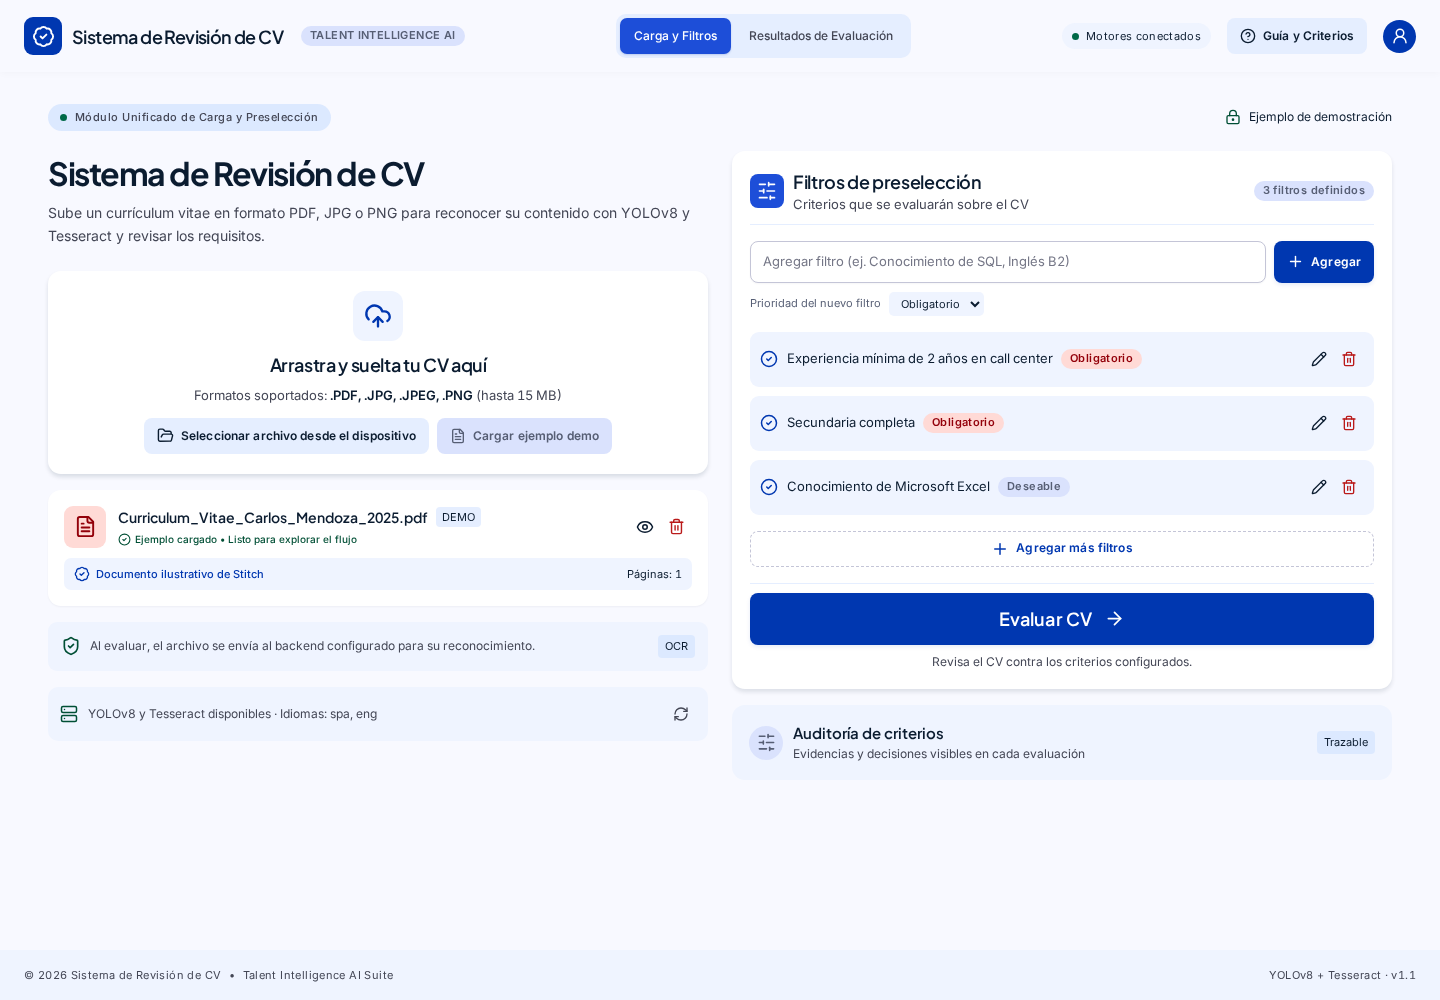 Sistema de Revisión de CV
TALENT INTELLIGENCE AI
Carga y Filtros
Resultados de Evaluación
Motores conectados
Guía y Criterios
Módulo Unificado de Carga y Preselección
Ejemplo de demostración
Sistema de Revisión de CV
Sube un currículum vitae en formato PDF, JPG o PNG para reconocer su contenido con YOLOv8 y
Tesseract y revisar los requisitos.
Arrastra y suelta tu CV aquí
Formatos soportados: .PDF, .JPG, .JPEG, .PNG (hasta 15 MB)
Seleccionar archivo desde el dispositivo
Cargar ejemplo demo
Curriculum_Vitae_Carlos_Mendoza_2025.pdf
DEMO
Ejemplo cargado • Listo para explorar el flujo
Documento ilustrativo de Stitch
Páginas: 1
Al evaluar, el archivo se envía al backend configurado para su reconocimiento.
OCR
YOLOv8 y Tesseract disponibles · Idiomas: spa, eng
Filtros de preselección
Criterios que se evaluarán sobre el CV
3 filtros definidos
Agregar filtro (ej. Conocimiento de SQL, Inglés B2)
Agregar
Prioridad del nuevo filtro
Obligatorio
Experiencia mínima de 2 años en call center
Obligatorio
Secundaria completa
Obligatorio
Conocimiento de Microsoft Excel
Deseable
Agregar más filtros
Evaluar CV
Revisa el CV contra los criterios configurados.
Auditoría de criterios
Evidencias y decisiones visibles en cada evaluación
Trazable
© 2026 Sistema de Revisión de CV • Talent Intelligence AI Suite
YOLOv8 + Tesseract · v1.1